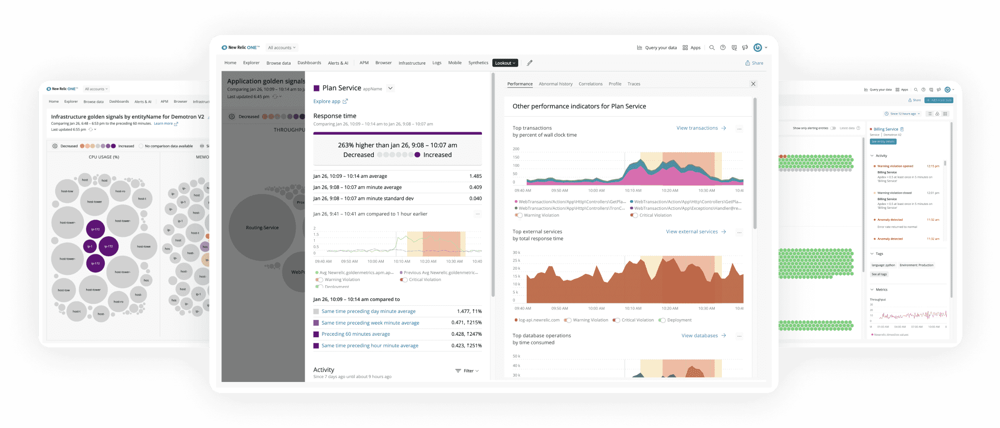 New Relic ONE™ All accounts
Home Explorer Browse data Dashboards Alerts & AI APM Browser Infrastruct
Infrastructure golden signals by entityName for Demotron V2
Comparing Jan 26, 6:48 – 6:53 pm to the preceding 60 minutes. Learn more
Last updated 6:55 pm
Decreased Increased No comparison data available Si
CPU USAGE (%) MEMO
host host
host-tow host-ro
host-tower host-t
host-tower- host-
ip-172
ip-1 ip-172 host-towe
host-tower- ip-172
host-tower- hos
host-tow host-tower host-
host-ro
host-t host-
ip- host
ip-1
ip- host-
ip-1
ip- host-t
host
hos hos
host-
ip- ip-
host- host-
host ip-1
hos ip-
ip-
New Relic ONE™ All accounts Query your data Apps
Home Explorer Browse data Dashboards Alerts & AI APM Browser Infrastructure Logs Mobile Synthetics Lookout Share
Application golden signals
Comparing Jan 26, 10:09 – 10:14 am to Ja
Last updated 6:45 pm
Decreased
THROUGHPU
Prox
Routing-Service
WebPo
Plan Service appName
Explore app
Response time
Comparing Jan 26, 10:09 – 10:14 am to Jan 26, 9:08 – 10:07 am
263% higher than jan 26, 9:08 – 10:07 am
Decreased Increased
Jan 26, 10:09 – 10:14 am average 1.485
Jan 26, 9:08 – 10:07 am minute average 0.409
Jan 26, 9:08 – 10:07 am minute standard dev 0.040
Jan 26, 9:41 – 10:41 am compared to 1 hour earlier ...
2
1.5
1
0.5
0
09:40 AM 09:50 AM 10:00 AM 10:10 AM 10:20 AM 10:30 AM 10:40
Avg Newrelic.goldenmetrics.apm.ap... Previous Avg Newrelic.goldenmetric...
Warning Violation Critical Violation
Deployment
Jan 26, 10:09 – 10:14 am compared to
Same time preceding day minute average 1.477, ↑1%
Same time preceding week minute average 0.471, ↑215%
Preceding 60 minutes average 0.428, ↑247%
Same time preceding hour minute average 0.423, ↑251%
Activity Filter
Since 7 days ago until about 9 hours ago
Performance Abnormal history Correlations Profile Traces
Other performance indicators for Plan Service
Top transactions View transactions → ...
by percent of wall clock time
200
150
100
50
0
09:40 AM 09:50 AM 10:00 AM 10:10 AM 10:20 AM 10:30 AM 10:4
WebTransaction/Action/App\Http\Controllers\GetPla... WebTransaction/Action/App\Http\Controllers\GetPla...
WebTransaction/Action/App\Http\Controllers\TronC... WebTransaction/Action/App\Exceptions\Handler@re...
Warning Violation Critical Violation
Top external services View external services → ...
by total response time
30 k
25 k
20 k
15 k
10 k
5 k
0
09:40 AM 09:50 AM 10:00 AM 10:10 AM 10:20 AM 10:30 AM 10:4
log-api.newrelic.com Warning Violation Critical Violation Deployment
Top database operations View databases → ...
by time consumed
50 k
40 k
30 k
Query your data Apps
Share + Add more data
Since 12 hours ago
Show only alerting entities Latest data
Billing Service
Service | Demotron V2
See entity details
Activity
Warning violation opened 12:15 pm
Billing Service
Apdex < 0.5 at least once in 5 minutes on
'Billing Service'
Warning violation closed 12:01 pm
Billing Service
Apdex < 0.5 at least once in 5 minutes on
'Billing Service'
Anomaly detected 11:32 am
Error rate returned to normal
Anomaly detected 11:32 am
Tags
language: python Environment: Production
See all tags
Metrics
Throughput
30
20
10
0
M 01:00 AM 04:00 AM 07:00 AM 10:00 AM 0
Newrelic.timeslice.values